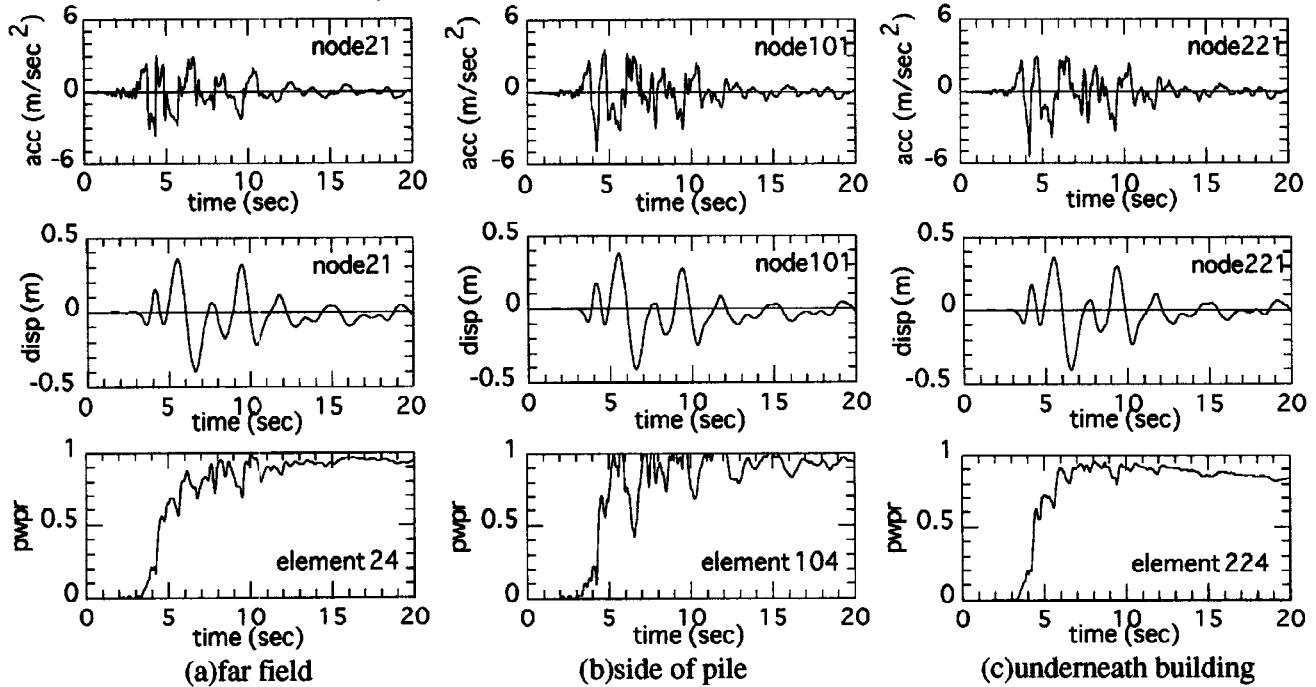 6
0
-6
acc (m/sec²)
node21
0 5 10 15 20
time (sec)
6
0
-6
acc (m/sec²)
node101
0 5 10 15 20
time (sec)
6
0
-6
acc (m/sec²)
node221
0 5 10 15 20
time (sec)
0.5
0
-0.5
disp (m)
node21
0 5 10 15 20
time (sec)
0.5
0
-0.5
disp (m)
node101
0 5 10 15 20
time (sec)
0.5
0
-0.5
disp (m)
node221
0 5 10 15 20
time (sec)
1
0.5
0
pwpr
element 24
0 5 10 15 20
time (sec)
1
0.5
0
pwpr
element 104
0 5 10 15 20
time (sec)
1
0.5
0
pwpr
element 224
0 5 10 15 20
time (sec)
(a)far field
(b)side of pile
(c)underneath building